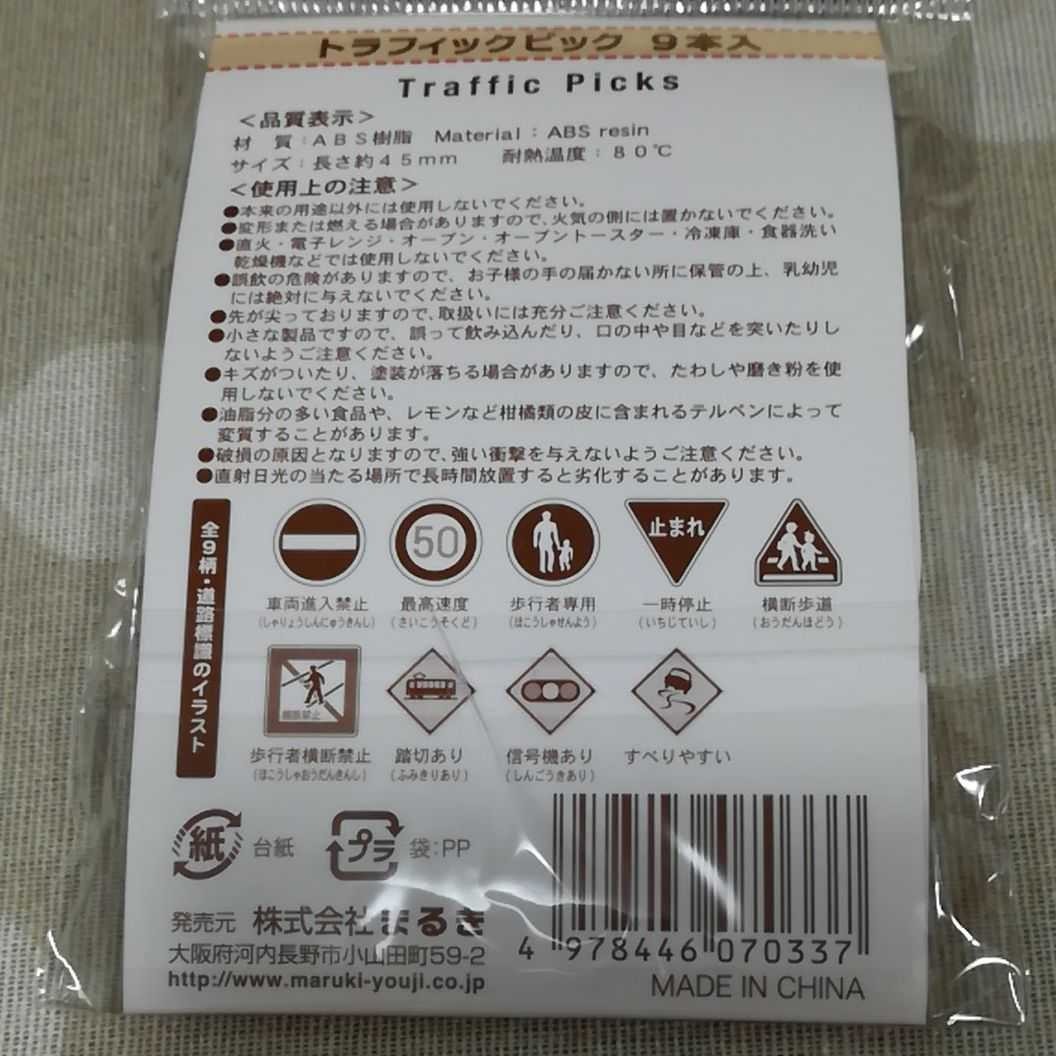 トラフィックピック 9本入
Traffic Picks
＜品質表示＞
材　質：ＡＢＳ樹脂　Material：ABS resin
サイズ：長さ約４５mm　耐熱温度：８０℃
＜使用上の注意＞
●本来の用途以外には使用しないでください。
●変形または燃える場合がありますので、火気の側には置かないでください。
●直火・電子レンジ・オーブン・オーブントースター・冷凍庫・食器洗い
乾燥機などでは使用しないでください。
●誤飲の危険がありますので、お子様の手の届かない所に保管の上、乳幼児
には絶対に与えないでください。
●先が尖っておりますので、取扱いには充分ご注意ください。
●小さな製品ですので、誤って飲み込んだり、口の中や目などを突いたりし
ないようご注意ください。
●キズがついたり、塗装が落ちる場合がありますので、たわしや磨き粉を使
用しないでください。
●油脂分の多い食品や、レモンなど柑橘類の皮に含まれるテルペンによって
変質することがあります。
●破損の原因となりますので、強い衝撃を与えないようご注意ください。
●直射日光の当たる場所で長時間放置すると劣化することがあります。
全９柄・道路標識のイラスト
50
止まれ
車両進入禁止 最高速度 歩行者専用 一時停止 横断歩道
(しゃりょうしんにゅうきんし) (さいこうそくど) (ほこうしゃせんよう) (いちじていし) (おうだんほどう)
横断禁止
歩行者横断禁止 踏切あり 信号機あり すべりやすい
(ほこうしゃおうだんきんし) (ふみきりあり) (しんごうきあり)
紙 台紙 プラ 袋：PP
発売元 株式会社まるき
大阪府河内長野市小山田町59-2
http://www.maruki-youji.co.jp
4 978446 070337
MADE IN CHINA